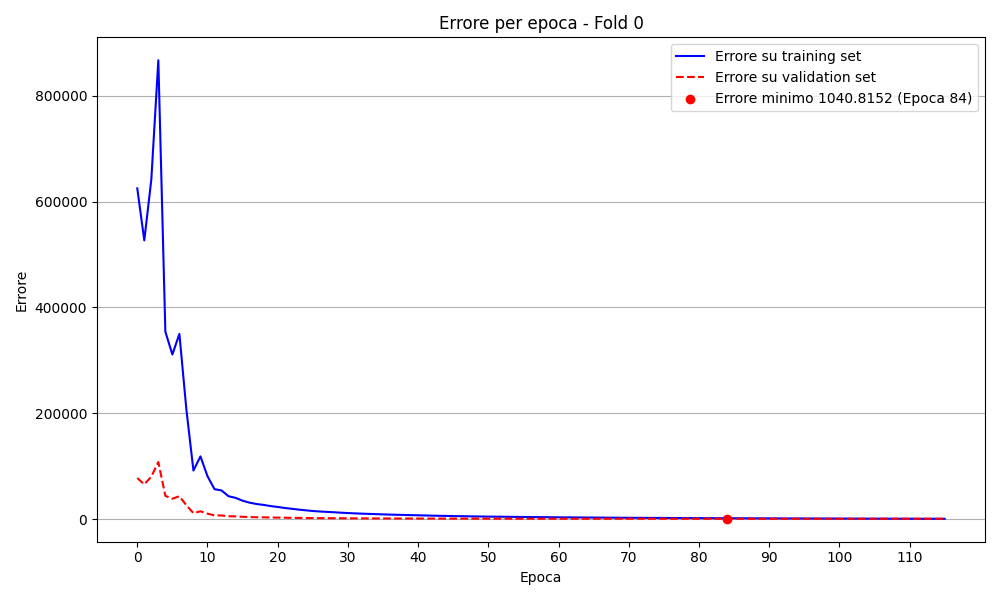 Errore per epoca - Fold 0
Errore su training set
Errore su validation set
Errore minimo 1040.8152 (Epoca 84)
Errore
800000
600000
400000
200000
0
0 10 20 30 40 50 60 70 80 90 100 110
Epoca